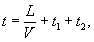 t = L/V + t₁ + t₂,